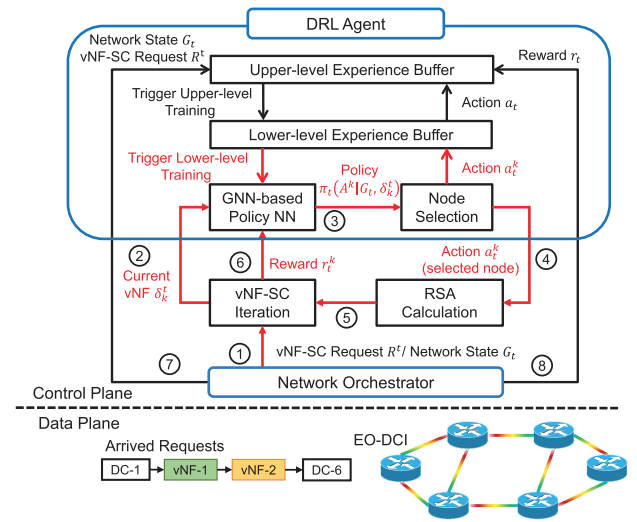 DRL Agent
Network State G_t
vNF-SC Request R^t
Reward r_t
Upper-level Experience Buffer
Trigger Upper-level
Training
Action a_t
Lower-level Experience Buffer
Trigger Lower-level
Training
Policy
π_t(A^k|G_t, δ_k^t)
Action a_t^k
GNN-based
Policy NN
③
Node
Selection
②
Current
vNF δ_k^t
⑥
Reward r_t^k
Action a_t^k
(selected node)
④
vNF-SC
Iteration
⑤
RSA
Calculation
①
vNF-SC Request R^t/ Network State G_t
⑦
⑧
Network Orchestrator
Control Plane
Data Plane
Arrived Requests
EO-DCI
DC-1
vNF-1
vNF-2
DC-6